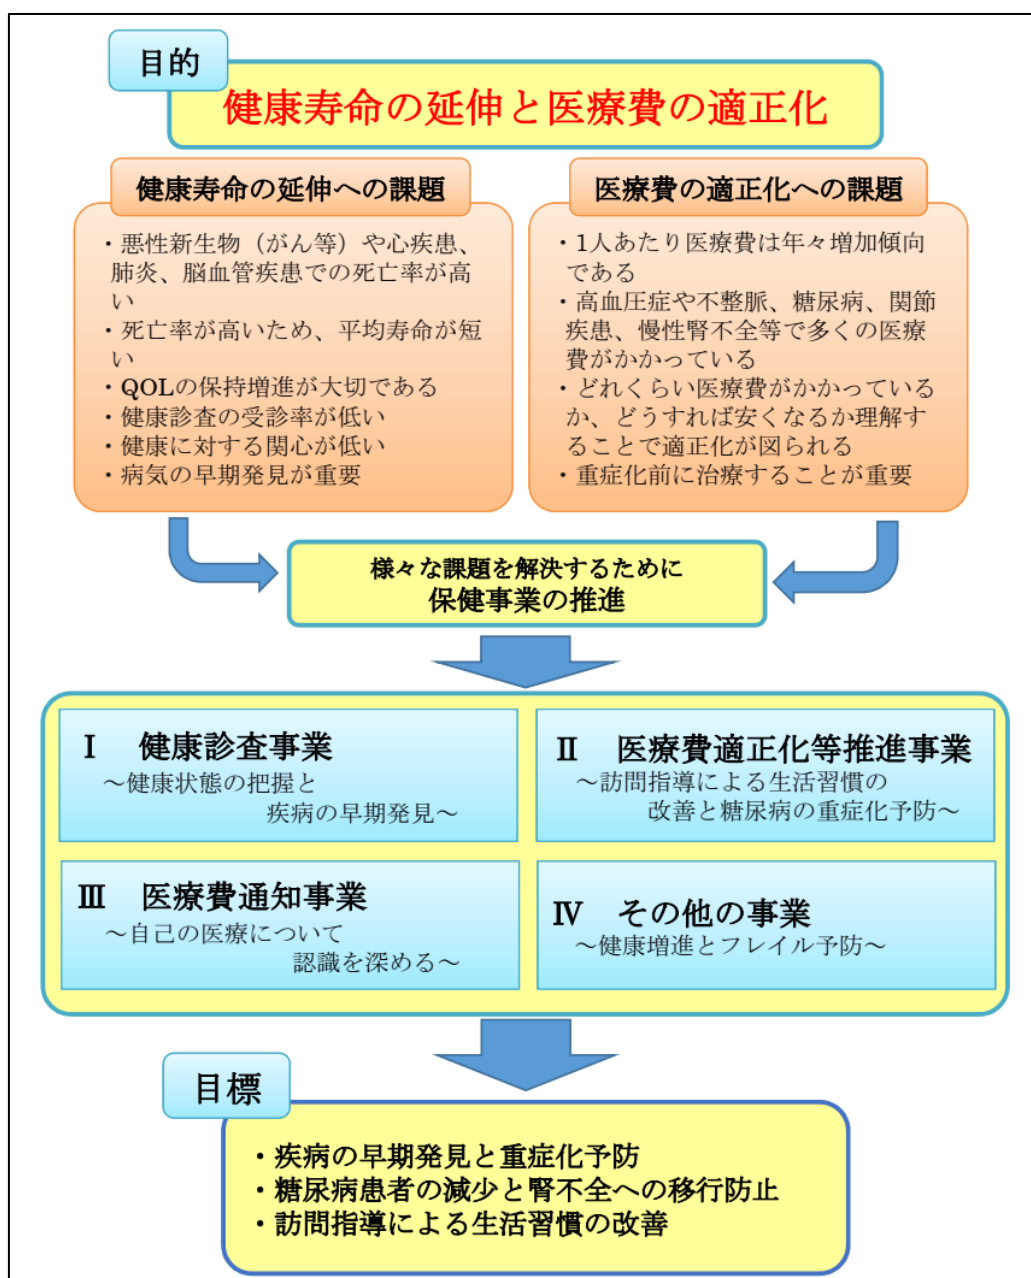 目的
健康寿命の延伸と医療費の適正化
健康寿命の延伸への課題
・悪性新生物（がん等）や心疾患、
肺炎、脳血管疾患での死亡率が高
い
・死亡率が高いため、平均寿命が短
い
・QOLの保持増進が大切である
・健康診査の受診率が低い
・健康に対する関心が低い
・病気の早期発見が重要
医療費の適正化への課題
・1人あたり医療費は年々増加傾向
である
・高血圧症や不整脈、糖尿病、関節
疾患、慢性腎不全等で多くの医療
費がかかっている
・どれくらい医療費がかかっている
か、どうすれば安くなるか理解す
ることで適正化が図られる
・重症化前に治療することが重要
様々な課題を解決するために
保健事業の推進
Ⅰ　健康診査事業
～健康状態の把握と
疾病の早期発見～
Ⅱ　医療費適正化等推進事業
～訪問指導による生活習慣の
改善と糖尿病の重症化予防～
Ⅲ　医療費通知事業
～自己の医療について
認識を深める～
Ⅳ　その他の事業
～健康増進とフレイル予防～
目標
・疾病の早期発見と重症化予防
・糖尿病患者の減少と腎不全への移行防止
・訪問指導による生活習慣の改善